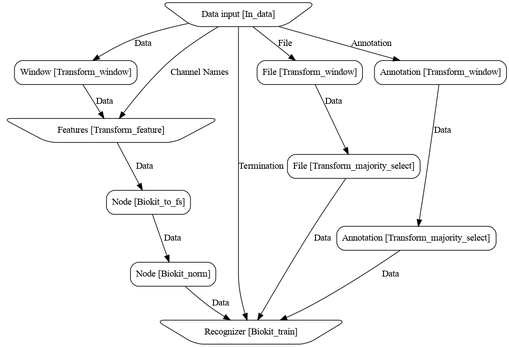 Data input [In_data]
Data
File
Annotation
Window [Transform_window]
Channel Names
File [Transform_window]
Annotation [Transform_window]
Data
Data
Features [Transform_feature]
Data
Data
Termination
File [Transform_majority_select]
Node [Biokit_to_fs]
Data
Data
Annotation [Transform_majority_select]
Node [Biokit_norm]
Data
Data
Recognizer [Biokit_train]